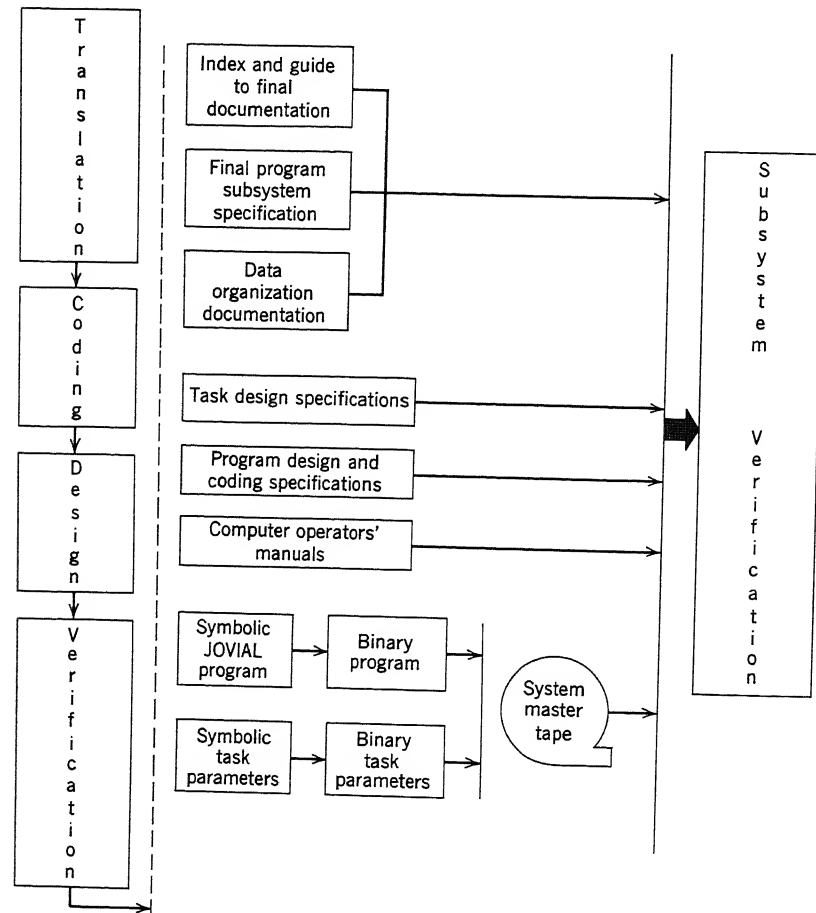 Translation
Coding
Design
Verification
Index and guide
to final
documentation
Final program
subsystem
specification
Data
organization
documentation
Task design specifications
Program design and
coding specifications
Computer operators'
manuals
Symbolic
JOVIAL
program
Binary
program
Symbolic
task
parameters
Binary
task
parameters
System
master
tape
Subsystem
Verification